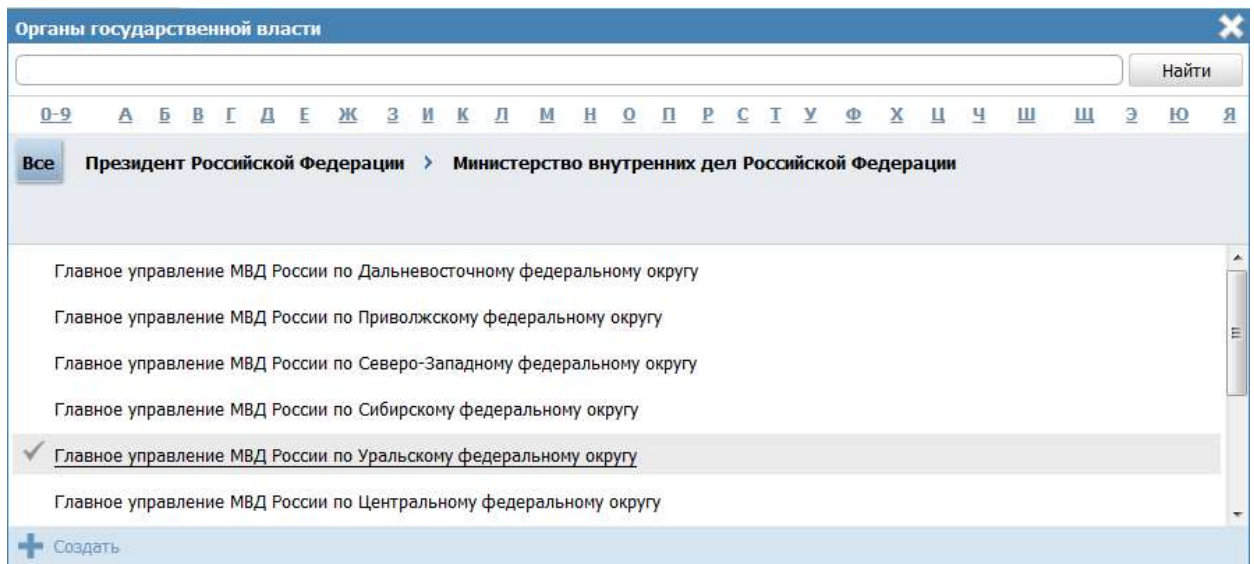 Органы государственной власти
Найти
0-9 А Б В Г Д Е Ж З И К Л М Н О П Р С Т У Ф Х Ц Ч Ш Щ Э Ю Я
Все Президент Российской Федерации > Министерство внутренних дел Российской Федерации
Главное управление МВД России по Дальневосточному федеральному округу
Главное управление МВД России по Приволжскому федеральному округу
Главное управление МВД России по Северо-Западному федеральному округу
Главное управление МВД России по Сибирскому федеральному округу
Главное управление МВД России по Уральскому федеральному округу
Главное управление МВД России по Центральному федеральному округу
Создать